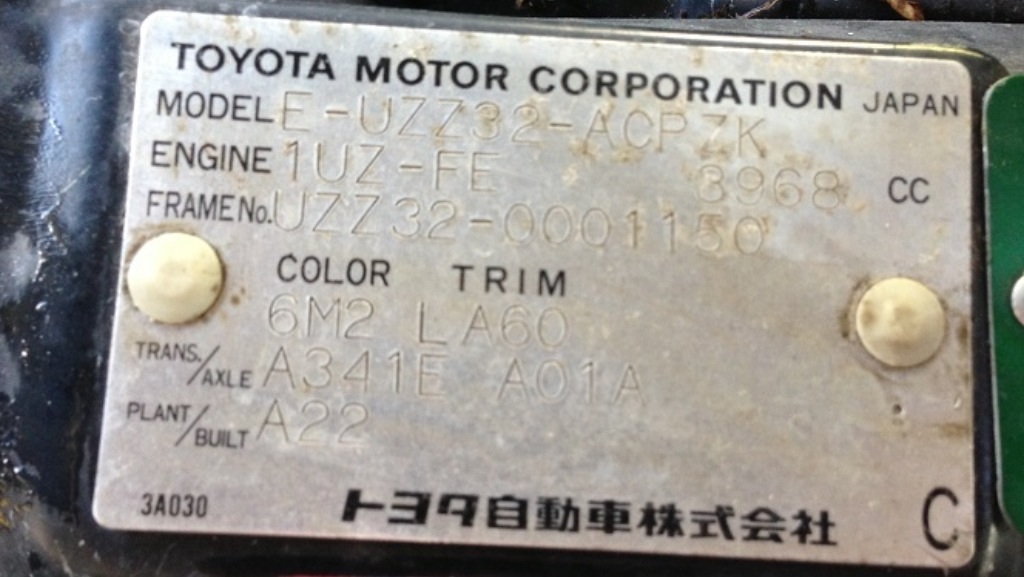 TOYOTA MOTOR CORPORATION JAPAN
MODEL E-UZZ32-ACPZK
ENGINE 1UZ-FE 3968 CC
FRAME No. UZZ32-0001150
COLOR TRIM
6M2 LA60
TRANS./AXLE A341E A01A
PLANT/BUILT A22
3A030 トヨタ自動車株式会社 C